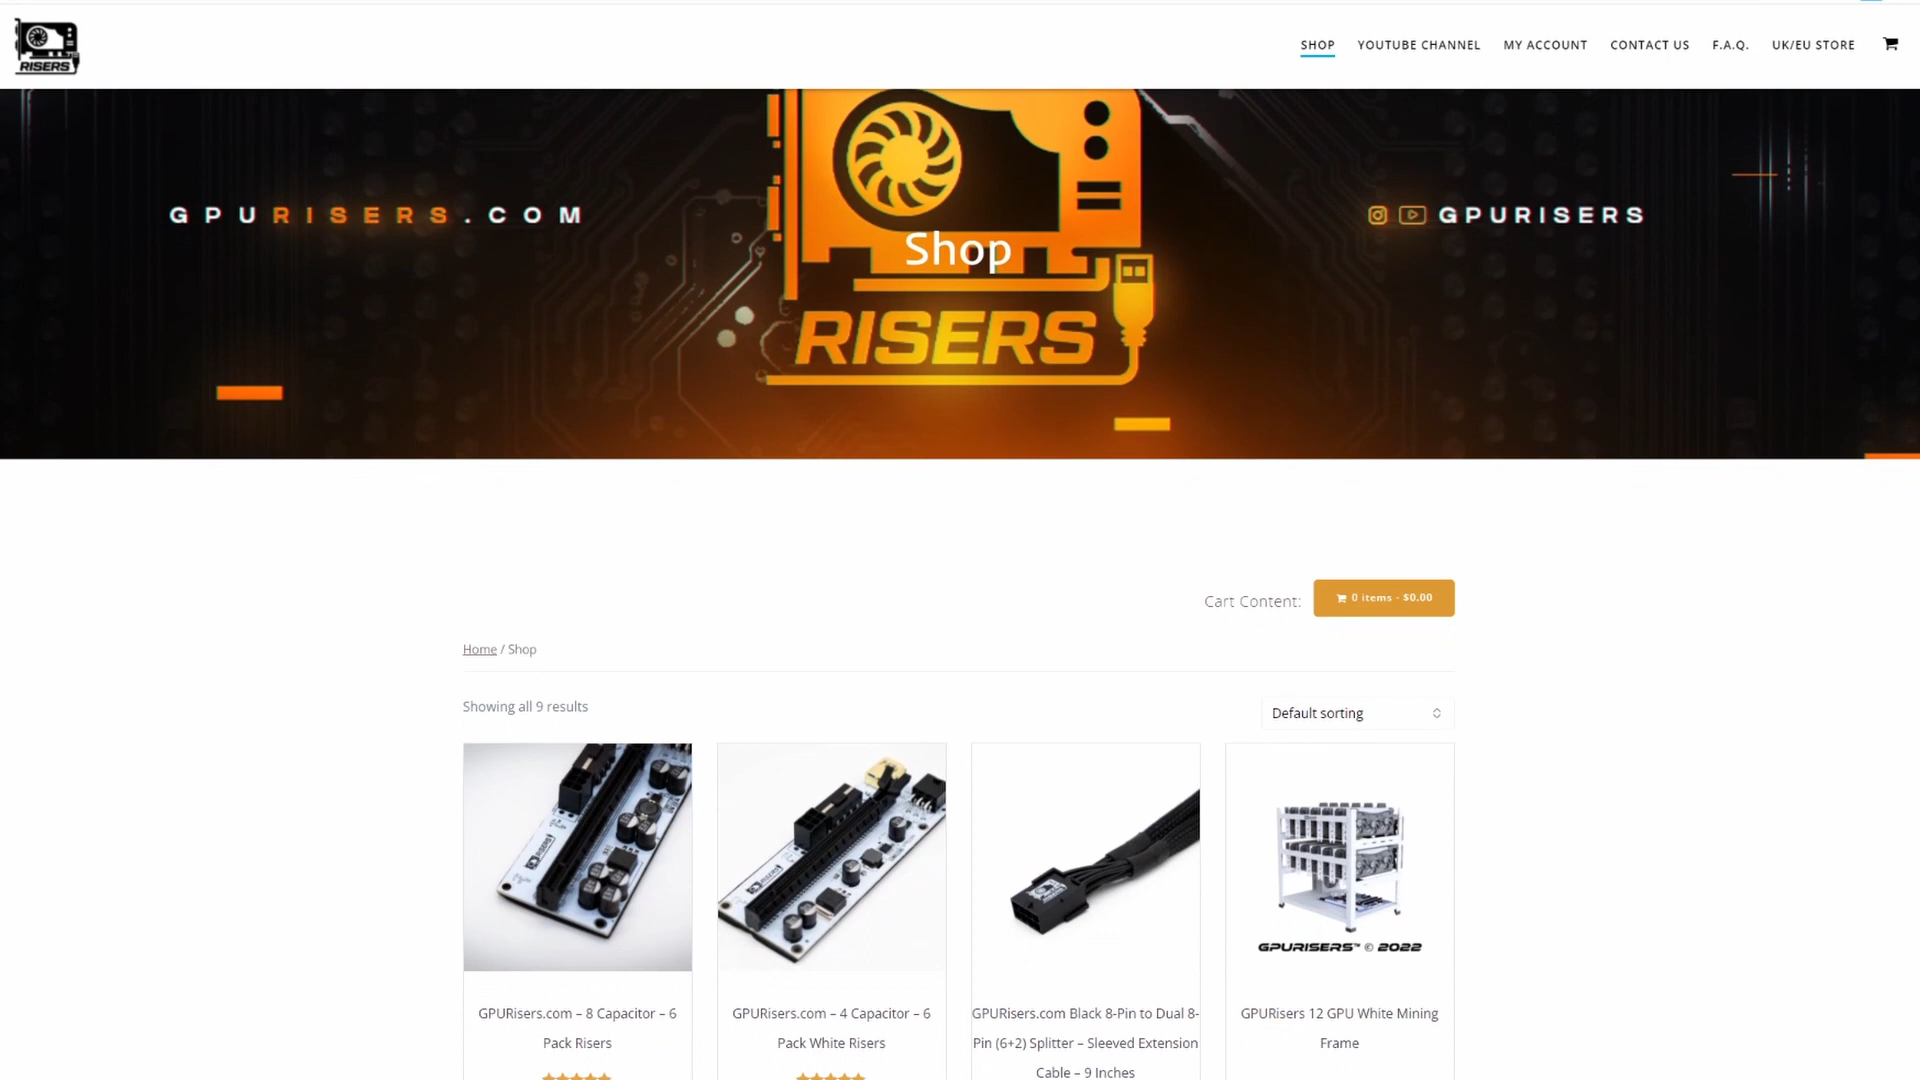 RISERS
SHOP
YOUTUBE CHANNEL
MY ACCOUNT
CONTACT US
F.A.Q.
UK/EU STORE
GPURISERS.COM
GPURISERS
Shop
RISERS
Cart Content:
0 items - $0.00
Home / Shop
Showing all 9 results
Default sorting
RISERS
RISERS
GPURISERS™ © 2022
GPURisers.com – 8 Capacitor – 6
Pack Risers
GPURisers.com – 4 Capacitor – 6
Pack White Risers
GPURisers.com Black 8-Pin to Dual 8-
Pin (6+2) Splitter – Sleeved Extension
Cable – 9 Inches
GPURisers 12 GPU White Mining
Frame